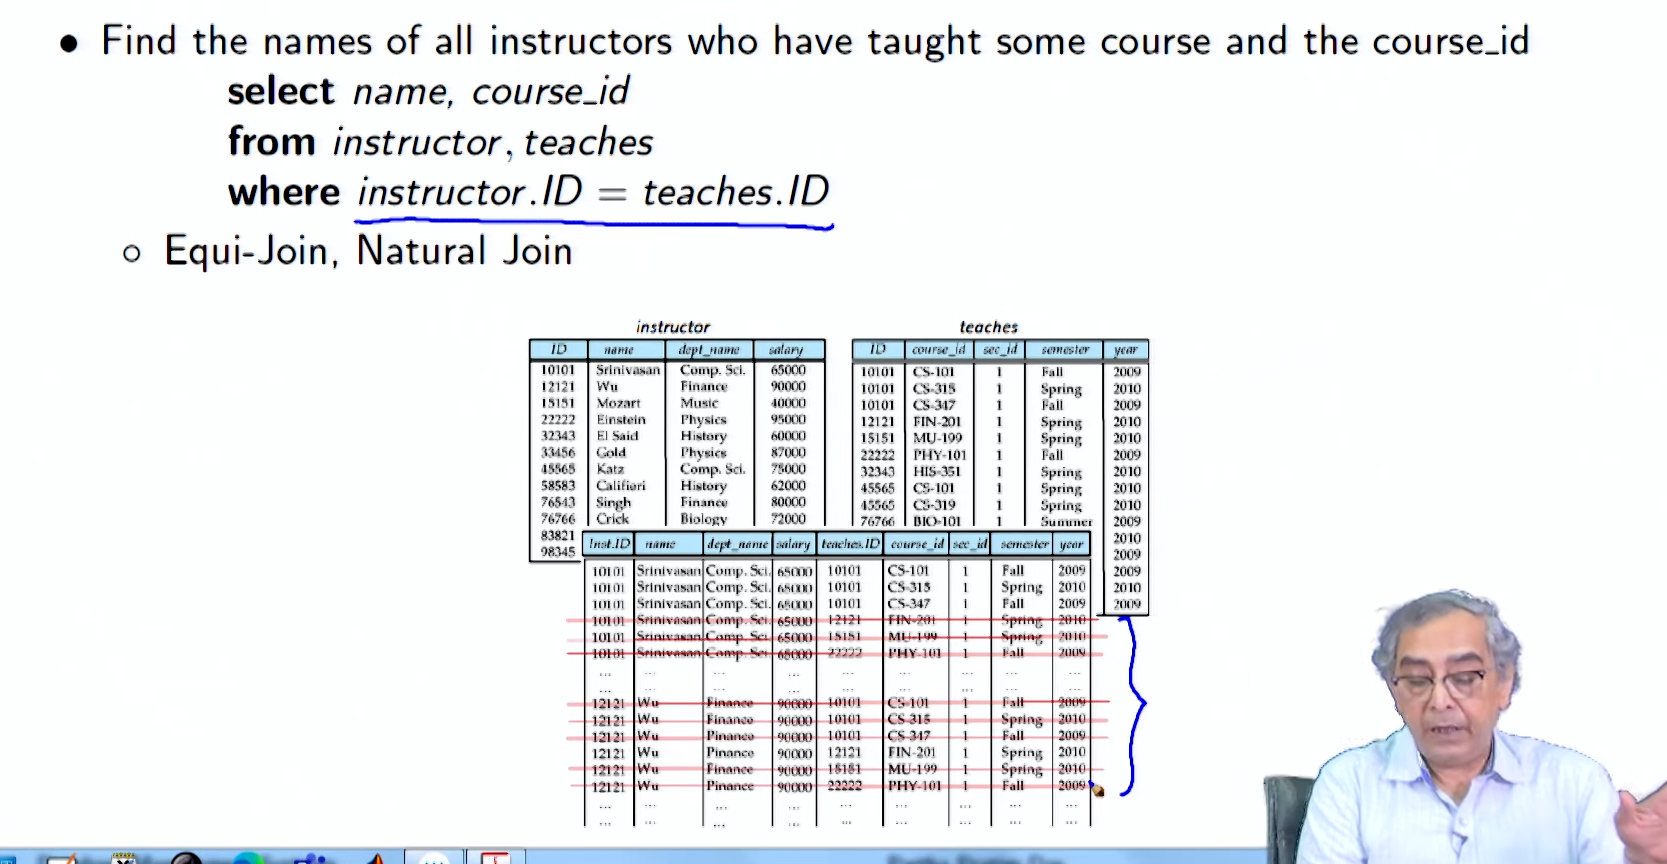 • Find the names of all instructors who have taught some course and the course_id
select name, course_id
from instructor, teaches
where instructor.ID = teaches.ID
○ Equi-Join, Natural Join
instructor
ID name dept_name salary
10101 Srinivasan Comp. Sci. 65000
12121 Wu Finance 90000
15151 Mozart Music 40000
22222 Einstein Physics 95000
32343 El Said History 60000
33456 Gold Physics 87000
45565 Katz Comp. Sci. 75000
58583 Califieri History 62000
76543 Singh Finance 80000
76766 Crick Biology 72000
83821
98345
teaches
ID course_id sec_id semester year
10101 CS-101 1 Fall 2009
10101 CS-315 1 Spring 2010
10101 CS-347 1 Fall 2009
12121 FIN-201 1 Spring 2010
15151 MU-199 1 Spring 2010
22222 PHY-101 1 Fall 2009
32343 HIS-351 1 Spring 2010
45565 CS-101 1 Spring 2010
45565 CS-319 1 Spring 2010
76766 BIO-101 1 Summer 2009
2010
2009
2009
2010
2009
Inst.ID name dept_name salary teaches.ID course_id sec_id semester year
10101 Srinivasan Comp. Sci. 65000 10101 CS-101 1 Fall 2009
10101 Srinivasan Comp. Sci. 65000 10101 CS-315 1 Spring 2010
10101 Srinivasan Comp. Sci. 65000 10101 CS-347 1 Fall 2009
10101 Srinivasan Comp. Sci. 65000 12121 FIN-201 1 Spring 2010
10101 Srinivasan Comp. Sci. 65000 15151 MU-199 1 Spring 2010
10101 Srinivasan Comp. Sci. 65000 22222 PHY-101 1 Fall 2009
... ... ... ... ... ... ... ... ...
... ... ... ... ... ... ... ... ...
12121 Wu Finance 90000 10101 CS-101 1 Fall 2009
12121 Wu Finance 90000 10101 CS-315 1 Spring 2010
12121 Wu Finance 90000 10101 CS-347 1 Fall 2009
12121 Wu Finance 90000 12121 FIN-201 1 Spring 2010
12121 Wu Finance 90000 15151 MU-199 1 Spring 2010
12121 Wu Finance 90000 22222 PHY-101 1 Fall 2009
... ... ... ... ... ... ... ... ...
... ... ... ... ... ... ... ... ...